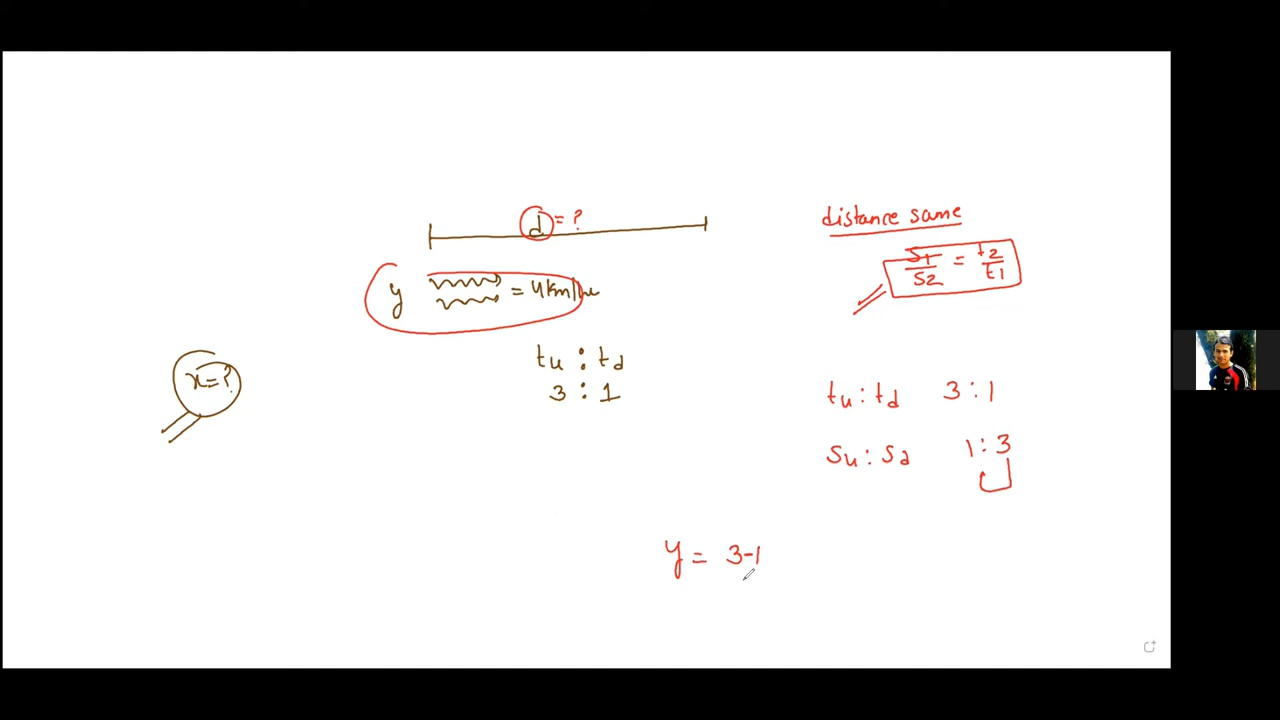 d = ?
y = 4km/hr
tu : td
3 : 1
x = ?
distance same
S1/S2 = t2/t1
tu : td 3 : 1
Su : Sd 1 : 3
y = 3-1